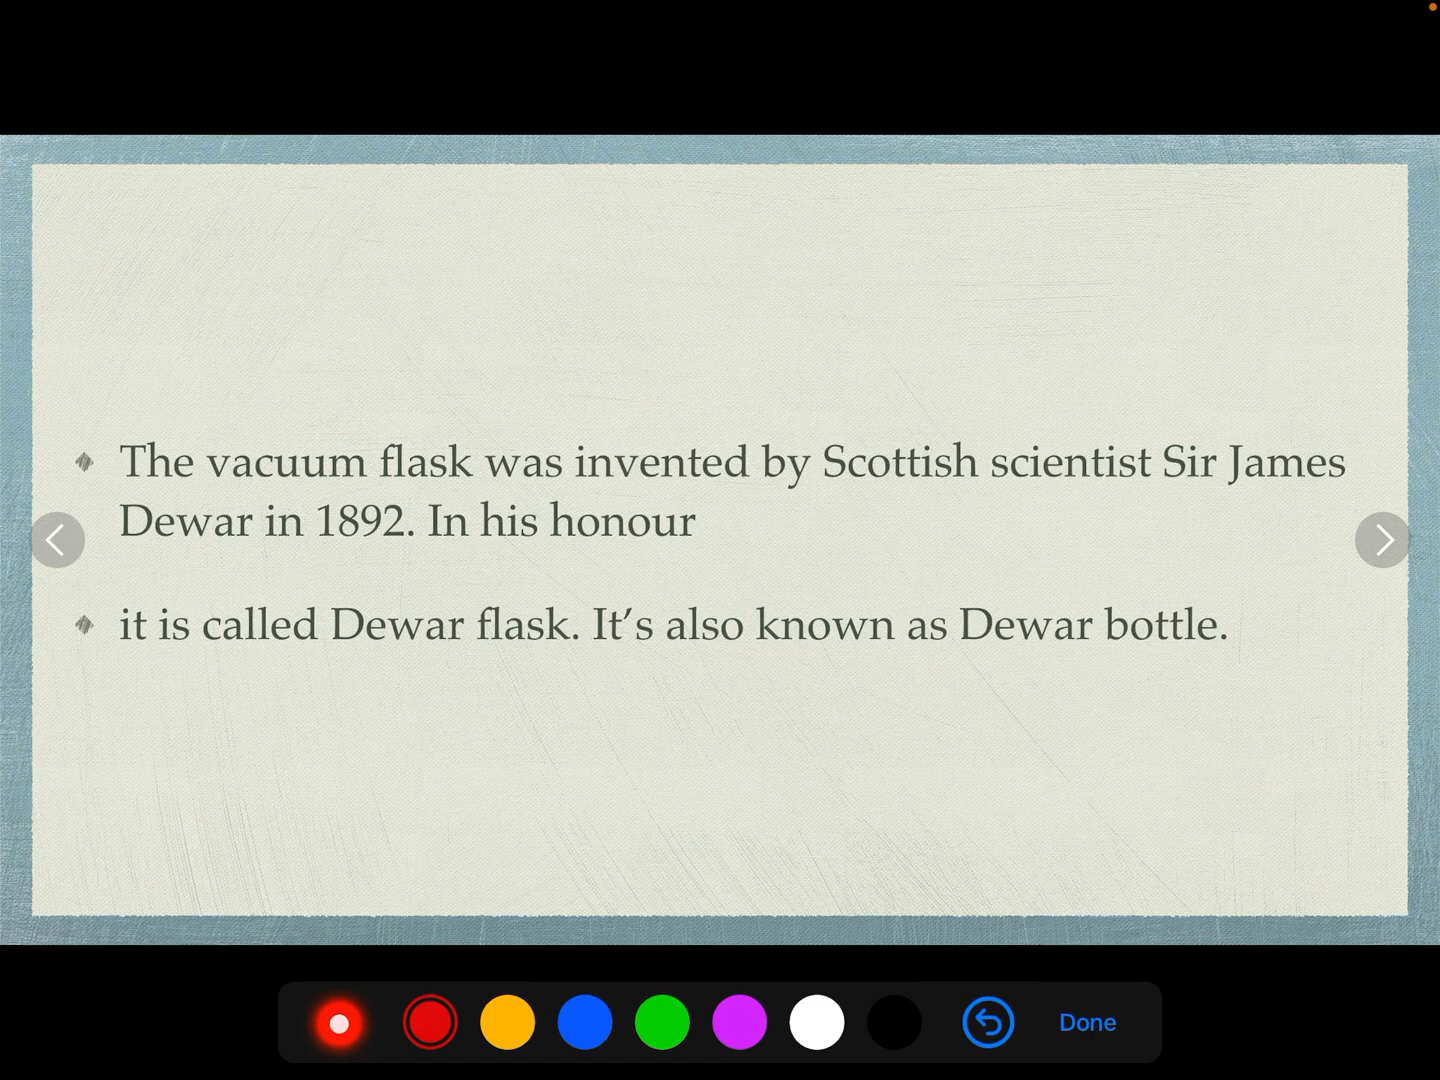 The vacuum flask was invented by Scottish scientist Sir James
Dewar in 1892. In his honour
it is called Dewar flask. It’s also known as Dewar bottle.
Done